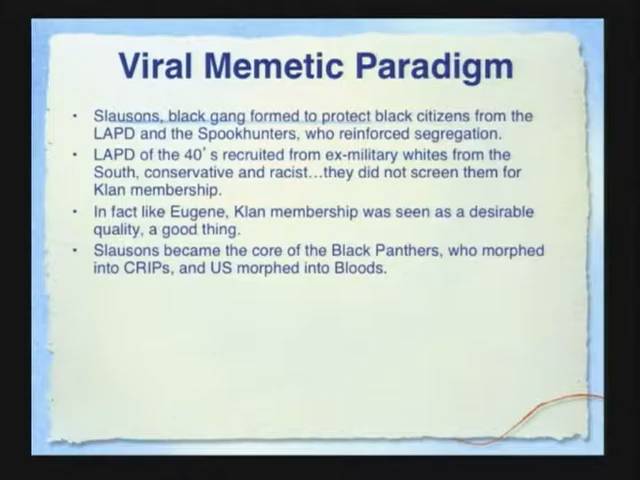 Viral Memetic Paradigm
• Slausons, black gang formed to protect black citizens from the
LAPD and the Spookhunters, who reinforced segregation.
• LAPD of the 40's recruited from ex-military whites from the
South, conservative and racist…they did not screen them for
Klan membership.
• In fact like Eugene, Klan membership was seen as a desirable
quality, a good thing.
• Slausons became the core of the Black Panthers, who morphed
into CRIPs, and US morphed into Bloods.